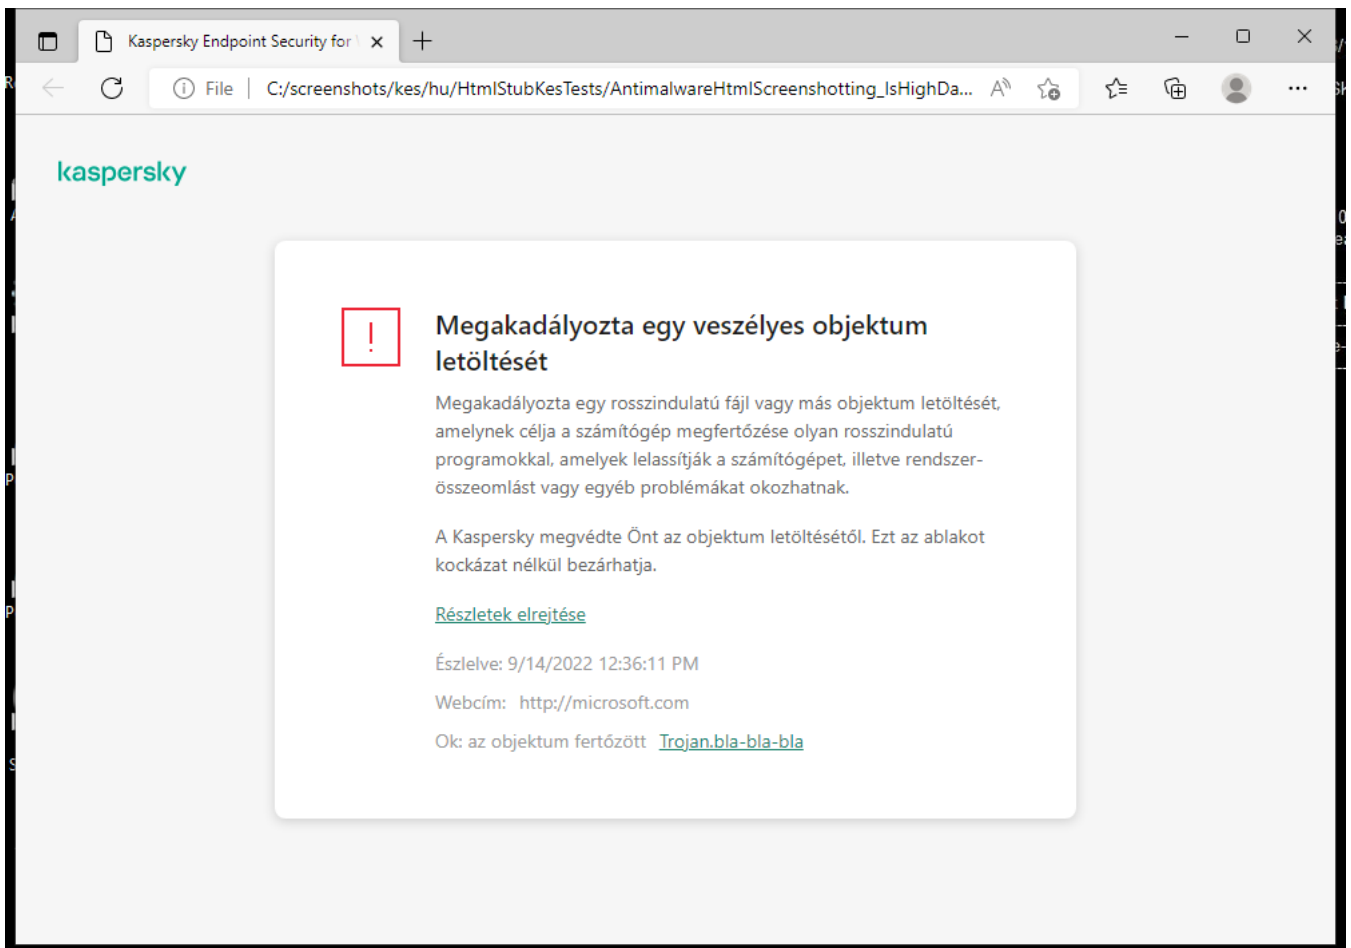 Kaspersky Endpoint Security for
File
C:/screenshots/kes/hu/HtmlStubKesTests/AntimalwareHtmlScreenshotting_IsHighDa...
kaspersky
Megakadályozta egy veszélyes objektum
letöltését
Megakadályozta egy rosszindulatú fájl vagy más objektum letöltését,
amelynek célja a számítógép megfertőzése olyan rosszindulatú
programokkal, amelyek lelassítják a számítógépet, illetve rendszer-
összeomlást vagy egyéb problémákat okozhatnak.
A Kaspersky megvédte Önt az objektum letöltésétől. Ezt az ablakot
kockázat nélkül bezárhatja.
Részletek elrejtése
Észlelve: 9/14/2022 12:36:11 PM
Webcím: http://microsoft.com
Ok: az objektum fertőzött Trojan.bla-bla-bla